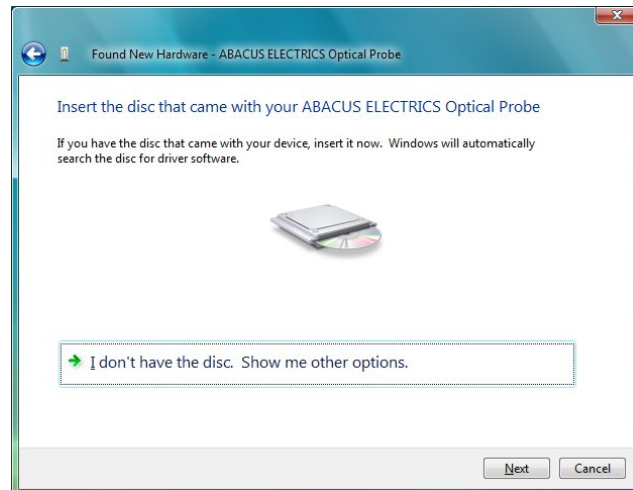 Found New Hardware - ABACUS ELECTRICS Optical Probe
Insert the disc that came with your ABACUS ELECTRICS Optical Probe
If you have the disc that came with your device, insert it now.  Windows will automatically
search the disc for driver software.
I don't have the disc.  Show me other options.
Next
Cancel